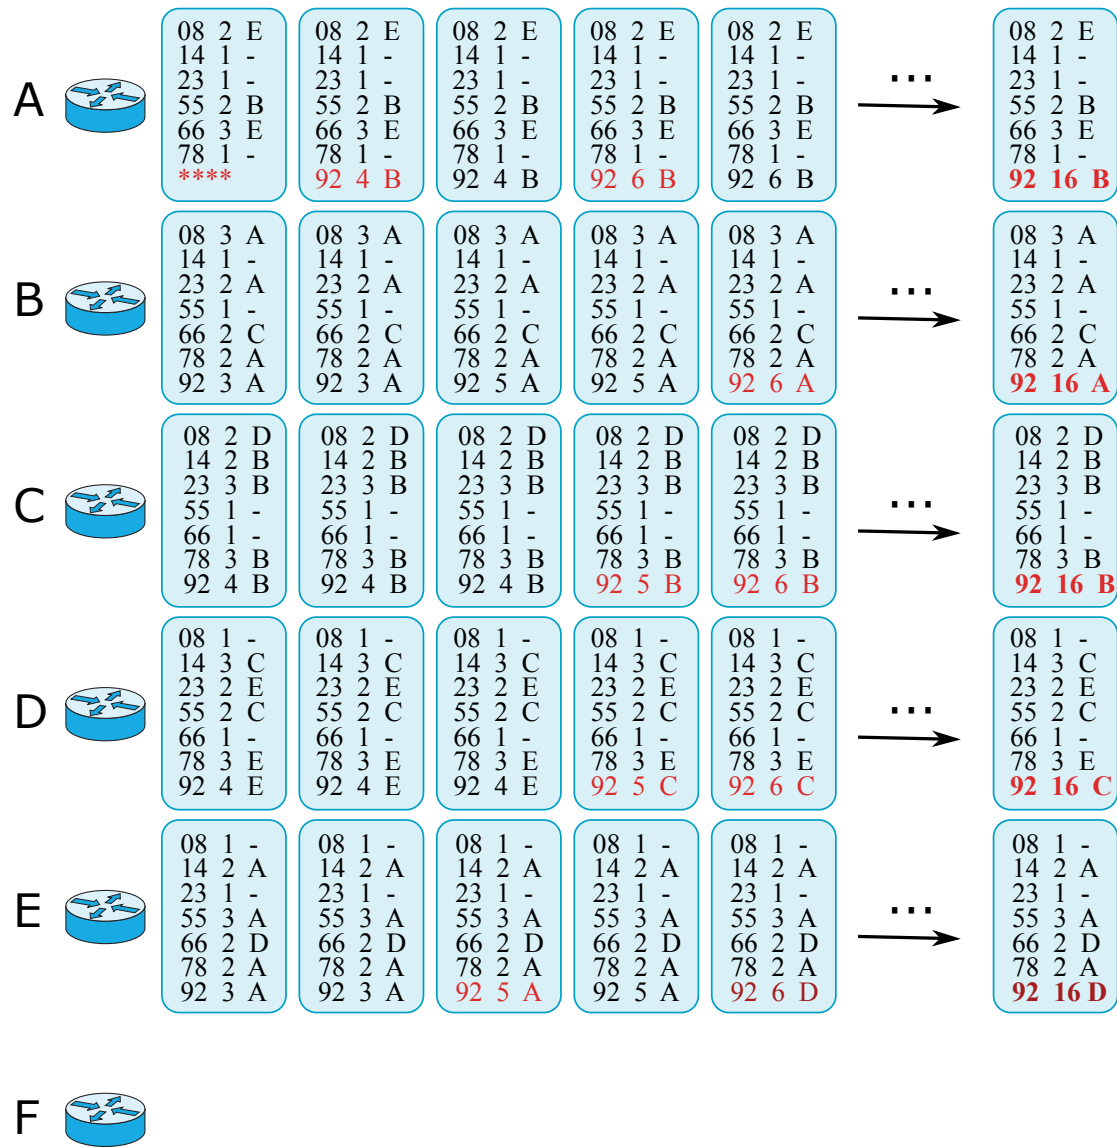 A
08 2 E
14 1 -
23 1 -
55 2 B
66 3 E
78 1 -
****
08 2 E
14 1 -
23 1 -
55 2 B
66 3 E
78 1 -
92 4 B
08 2 E
14 1 -
23 1 -
55 2 B
66 3 E
78 1 -
92 4 B
08 2 E
14 1 -
23 1 -
55 2 B
66 3 E
78 1 -
92 6 B
08 2 E
14 1 -
23 1 -
55 2 B
66 3 E
78 1 -
92 6 B
...
08 2 E
14 1 -
23 1 -
55 2 B
66 3 E
78 1 -
92 16 B
B
08 3 A
14 1 -
23 2 A
55 1 -
66 2 C
78 2 A
92 3 A
08 3 A
14 1 -
23 2 A
55 1 -
66 2 C
78 2 A
92 3 A
08 3 A
14 1 -
23 2 A
55 1 -
66 2 C
78 2 A
92 5 A
08 3 A
14 1 -
23 2 A
55 1 -
66 2 C
78 2 A
92 5 A
08 3 A
14 1 -
23 2 A
55 1 -
66 2 C
78 2 A
92 6 A
...
08 3 A
14 1 -
23 2 A
55 1 -
66 2 C
78 2 A
92 16 A
C
08 2 D
14 2 B
23 3 B
55 1 -
66 1 -
78 3 B
92 4 B
08 2 D
14 2 B
23 3 B
55 1 -
66 1 -
78 3 B
92 4 B
08 2 D
14 2 B
23 3 B
55 1 -
66 1 -
78 3 B
92 4 B
08 2 D
14 2 B
23 3 B
55 1 -
66 1 -
78 3 B
92 5 B
08 2 D
14 2 B
23 3 B
55 1 -
66 1 -
78 3 B
92 6 B
...
08 2 D
14 2 B
23 3 B
55 1 -
66 1 -
78 3 B
92 16 B
D
08 1 -
14 3 C
23 2 E
55 2 C
66 1 -
78 3 E
92 4 E
08 1 -
14 3 C
23 2 E
55 2 C
66 1 -
78 3 E
92 4 E
08 1 -
14 3 C
23 2 E
55 2 C
66 1 -
78 3 E
92 4 E
08 1 -
14 3 C
23 2 E
55 2 C
66 1 -
78 3 E
92 5 C
08 1 -
14 3 C
23 2 E
55 2 C
66 1 -
78 3 E
92 6 C
...
08 1 -
14 3 C
23 2 E
55 2 C
66 1 -
78 3 E
92 16 C
E
08 1 -
14 2 A
23 1 -
55 3 A
66 2 D
78 2 A
92 3 A
08 1 -
14 2 A
23 1 -
55 3 A
66 2 D
78 2 A
92 3 A
08 1 -
14 2 A
23 1 -
55 3 A
66 2 D
78 2 A
92 5 A
08 1 -
14 2 A
23 1 -
55 3 A
66 2 D
78 2 A
92 5 A
08 1 -
14 2 A
23 1 -
55 3 A
66 2 D
78 2 A
92 6 D
...
08 1 -
14 2 A
23 1 -
55 3 A
66 2 D
78 2 A
92 16 D
F